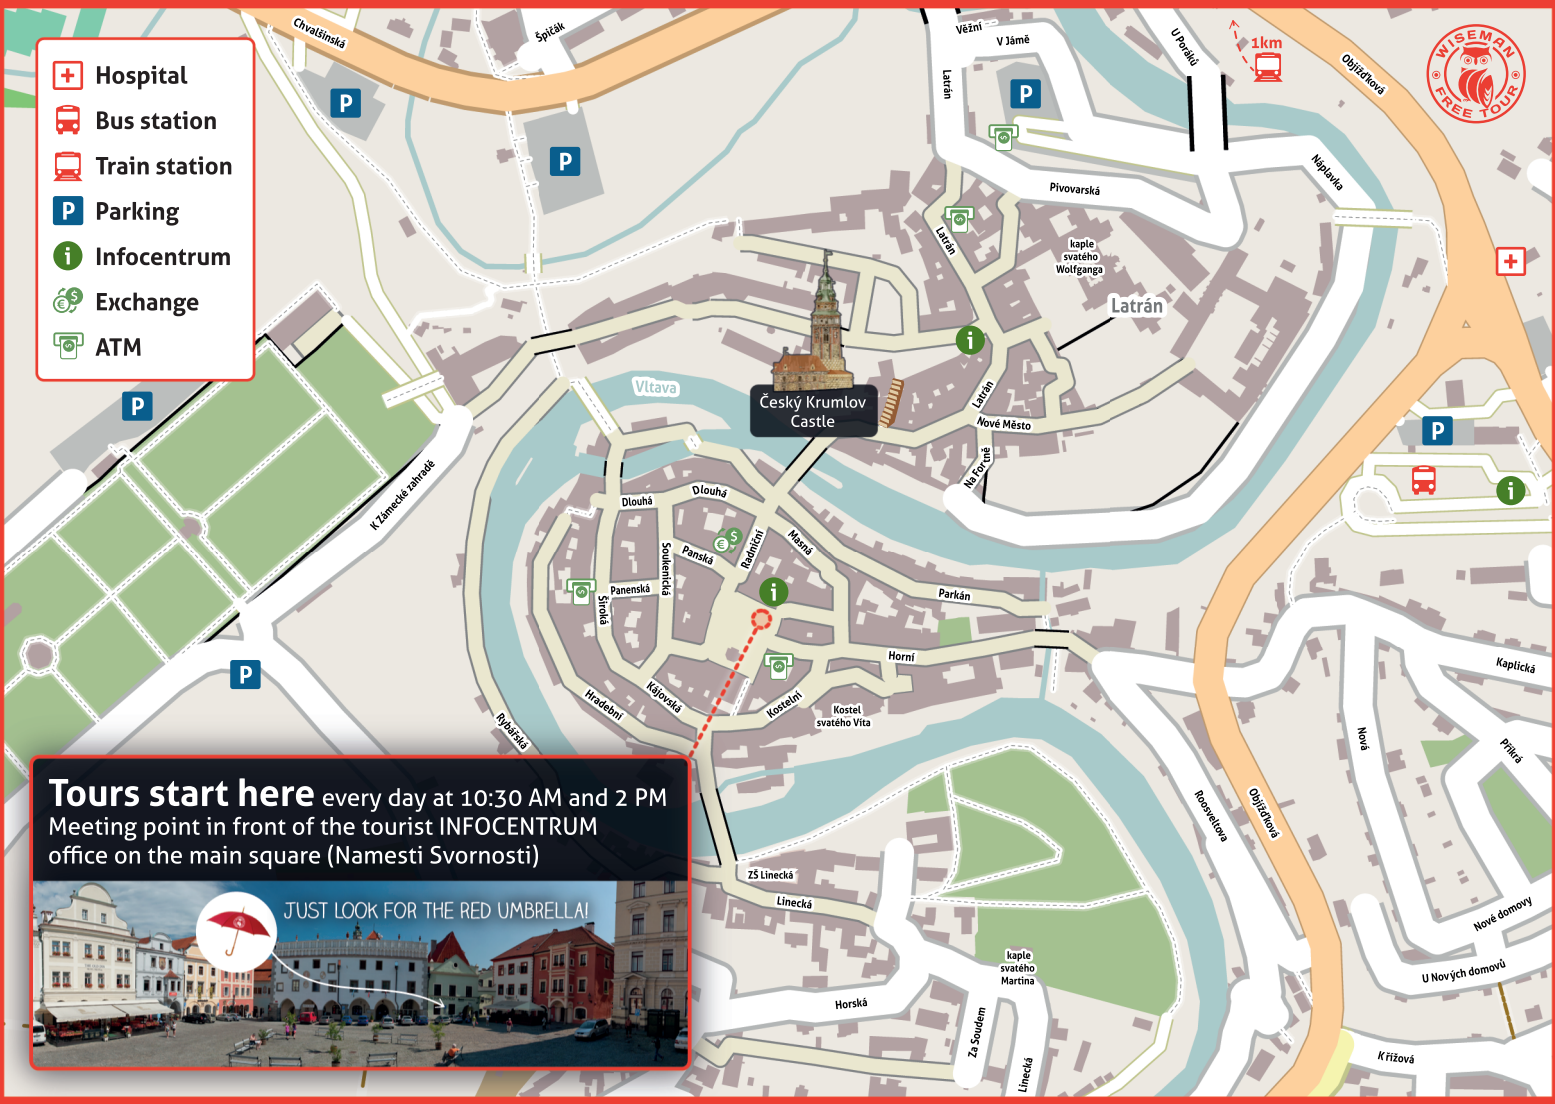 Hospital
Bus station
Train station
Parking
Infocentrum
Exchange
ATM
Chvalšinská
Špičák
Věžní
V Jámě
Latrán
U Poráků
1km
Objížďková
WISEMAN
FREE TOUR
P
P
P
P
P
P
P
Náplavka
Pivovarská
Latrán
kaple
svatého
Wolfganga
Latrán
Vltava
Český Krumlov
Castle
Latrán
Nové Město
Na Fortně
K Zámecké zahradě
Dlouhá
Dlouhá
Radniční
Masná
Panská
Soukenická
Panenská
Široká
Parkán
Horní
Kájovská
Hradební
Kostelní
Kostel
svatého Víta
Rybářská
Kaplická
Nová
Příkrá
Roosveltova
Objížďková
Nové domovy
U Nových domovů
Křížová
ZŠ Linecká
Linecká
kaple
svatého
Martina
Horská
Za Soudem
Linecká
Tours start here every day at 10:30 AM and 2 PM
Meeting point in front of the tourist INFOCENTRUM
office on the main square (Namesti Svornosti)
JUST LOOK FOR THE RED UMBRELLA!